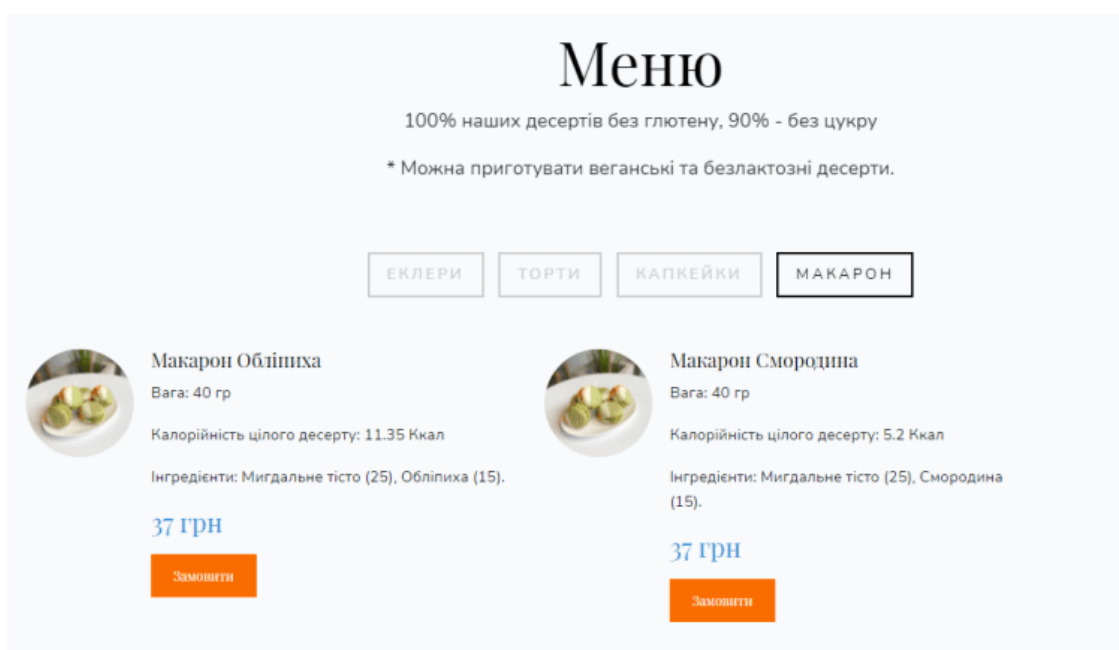 Меню
100% наших десертів без глютену, 90% - без цукру
* Можна приготувати веганські та безлактозні десерти.
ЕКЛЕРИ
ТОРТИ
КАПКЕЙКИ
МАКАРОН
Макарон Обліпиха
Вага: 40 гр
Калорійність цілого десерту: 11.35 Ккал
Інгредієнти: Мигдальне тісто (25), Обліпиха (15).
37 грн
Замовити
Макарон Смородина
Вага: 40 гр
Калорійність цілого десерту: 5.2 Ккал
Інгредієнти: Мигдальне тісто (25), Смородина
(15).
37 грн
Замовити